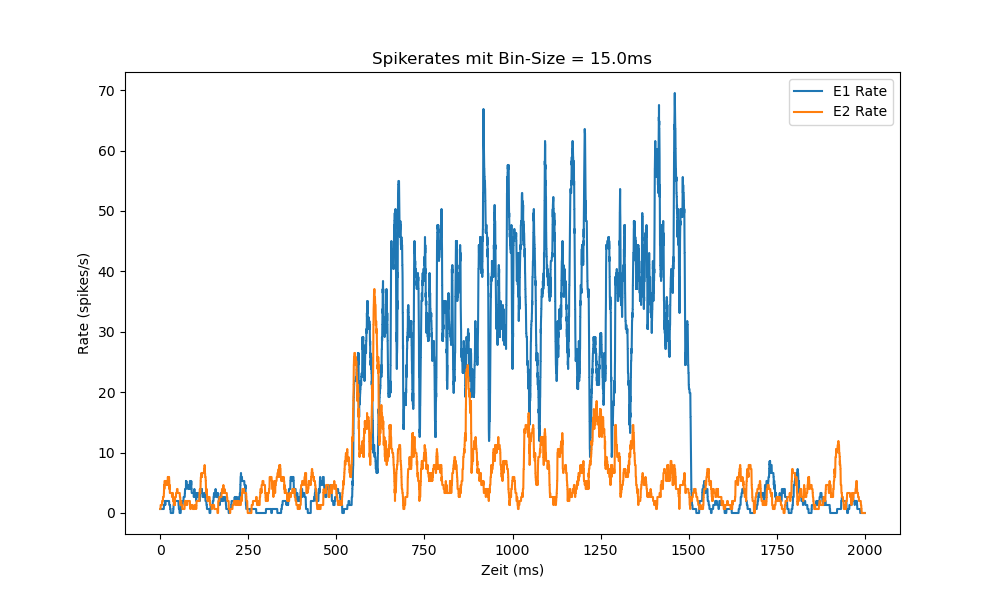 Spikerates mit Bin-Size = 15.0ms
E1 Rate
E2 Rate
70
60
50
40
30
20
10
0
Rate (spikes/s)
0 250 500 750 1000 1250 1500 1750 2000
Zeit (ms)